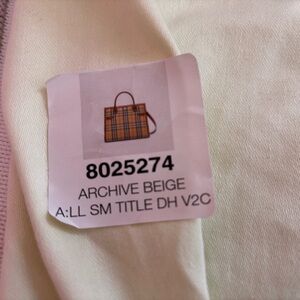 8025274
ARCHIVE BEIGE
A:LL SM TITLE DH V2C